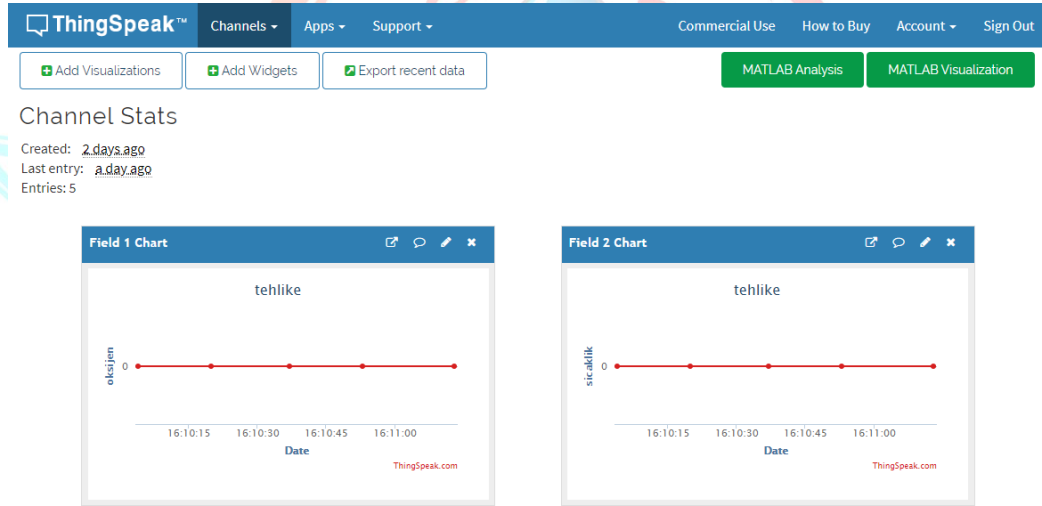 ThingSpeak™ Channels Apps Support Commercial Use How to Buy Account Sign Out
Add Visualizations Add Widgets Export recent data MATLAB Analysis MATLAB Visualization
Channel Stats
Created: 2 days ago
Last entry: a day ago
Entries: 5
Field 1 Chart
tehlike
oksijen
0
16:10:15 16:10:30 16:10:45 16:11:00
Date
ThingSpeak.com
Field 2 Chart
tehlike
sicaklik
0
16:10:15 16:10:30 16:10:45 16:11:00
Date
ThingSpeak.com